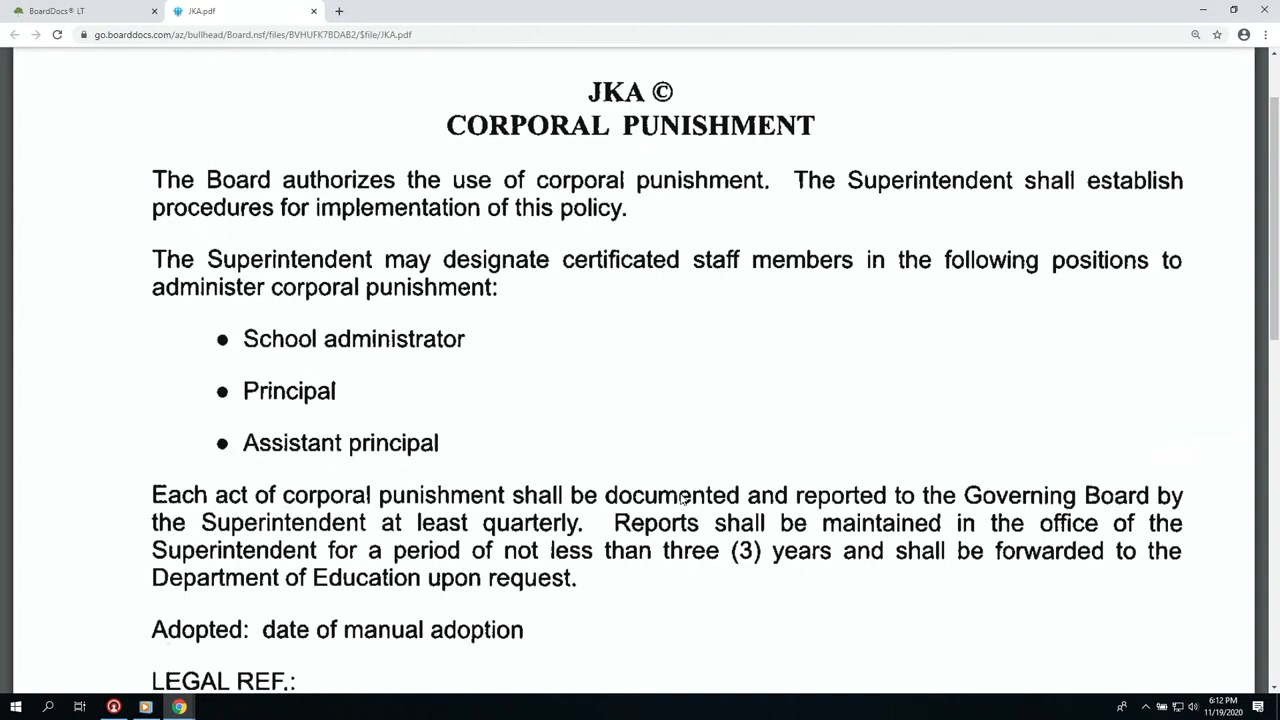 BoardDocs® LT
JKA.pdf
go.boarddocs.com/az/bullhead/Board.nsf/files/BVHUFK7BDAB2/$file/JKA.pdf
JKA ©
CORPORAL PUNISHMENT
The Board authorizes the use of corporal punishment. The Superintendent shall establish
procedures for implementation of this policy.
The Superintendent may designate certificated staff members in the following positions to
administer corporal punishment:
● School administrator
● Principal
● Assistant principal
Each act of corporal punishment shall be documented and reported to the Governing Board by
the Superintendent at least quarterly. Reports shall be maintained in the office of the
Superintendent for a period of not less than three (3) years and shall be forwarded to the
Department of Education upon request.
Adopted: date of manual adoption
LEGAL REF.:
6:12 PM
11/19/2020